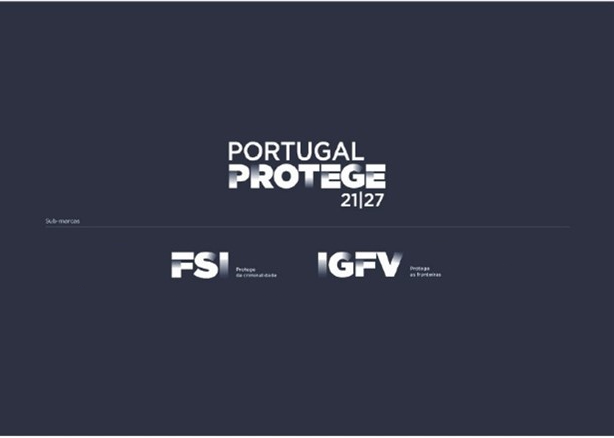 PORTUGAL
PROTEGE
21|27
Sub-marcas
FSI
Protege
da criminalidade
IGFV
Protege
as fronteiras